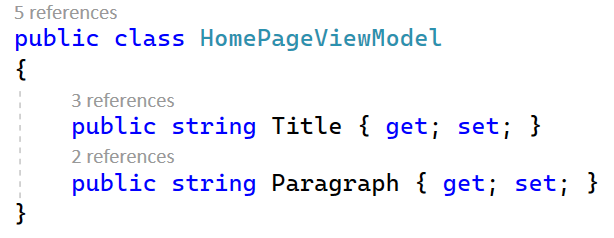 5 references
public class HomePageViewModel
{
3 references
public string Title { get; set; }
2 references
public string Paragraph { get; set; }
}